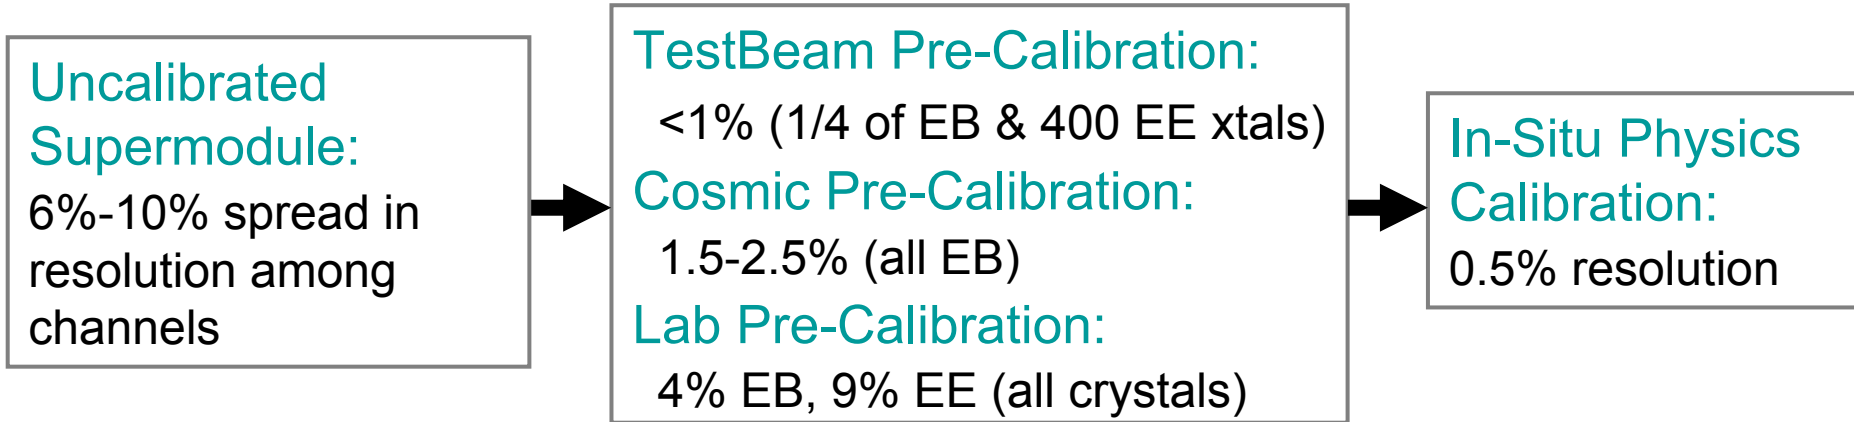 Uncalibrated
Supermodule:
6%-10% spread in
resolution among
channels
TestBeam Pre-Calibration:
<1% (1/4 of EB & 400 EE xtals)
Cosmic Pre-Calibration:
1.5-2.5% (all EB)
Lab Pre-Calibration:
4% EB, 9% EE (all crystals)
In-Situ Physics
Calibration:
0.5% resolution